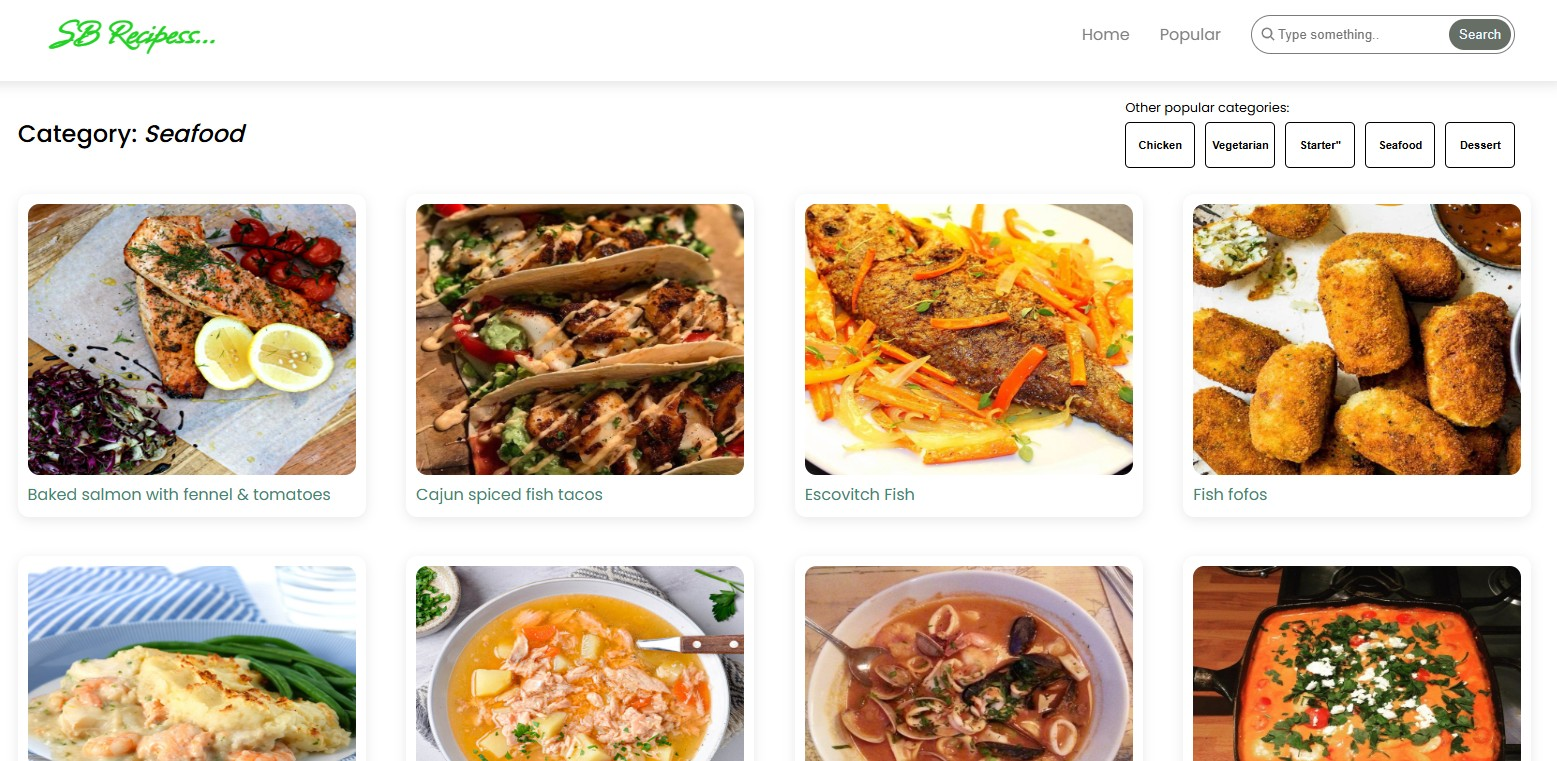 SB Recipess...
Home
Popular
Type something..
Search
Category: Seafood
Other popular categories:
Chicken
Vegetarian
Starter"
Seafood
Dessert
Baked salmon with fennel & tomatoes
Cajun spiced fish tacos
Escovitch Fish
Fish fofos